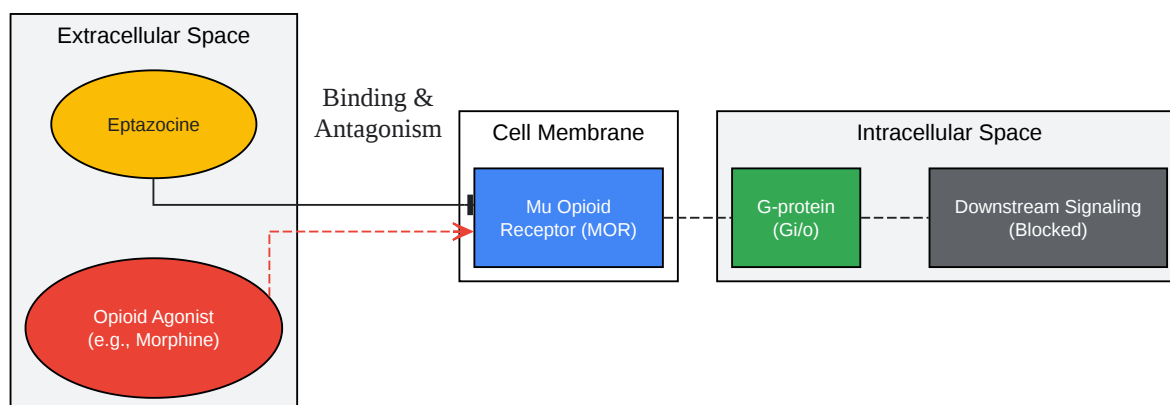 Extracellular Space
Eptazocine
Opioid Agonist
(e.g., Morphine)
Binding &
Antagonism
Cell Membrane
Mu Opioid
Receptor (MOR)
Intracellular Space
G-protein
(Gi/o)
Downstream Signaling
(Blocked)